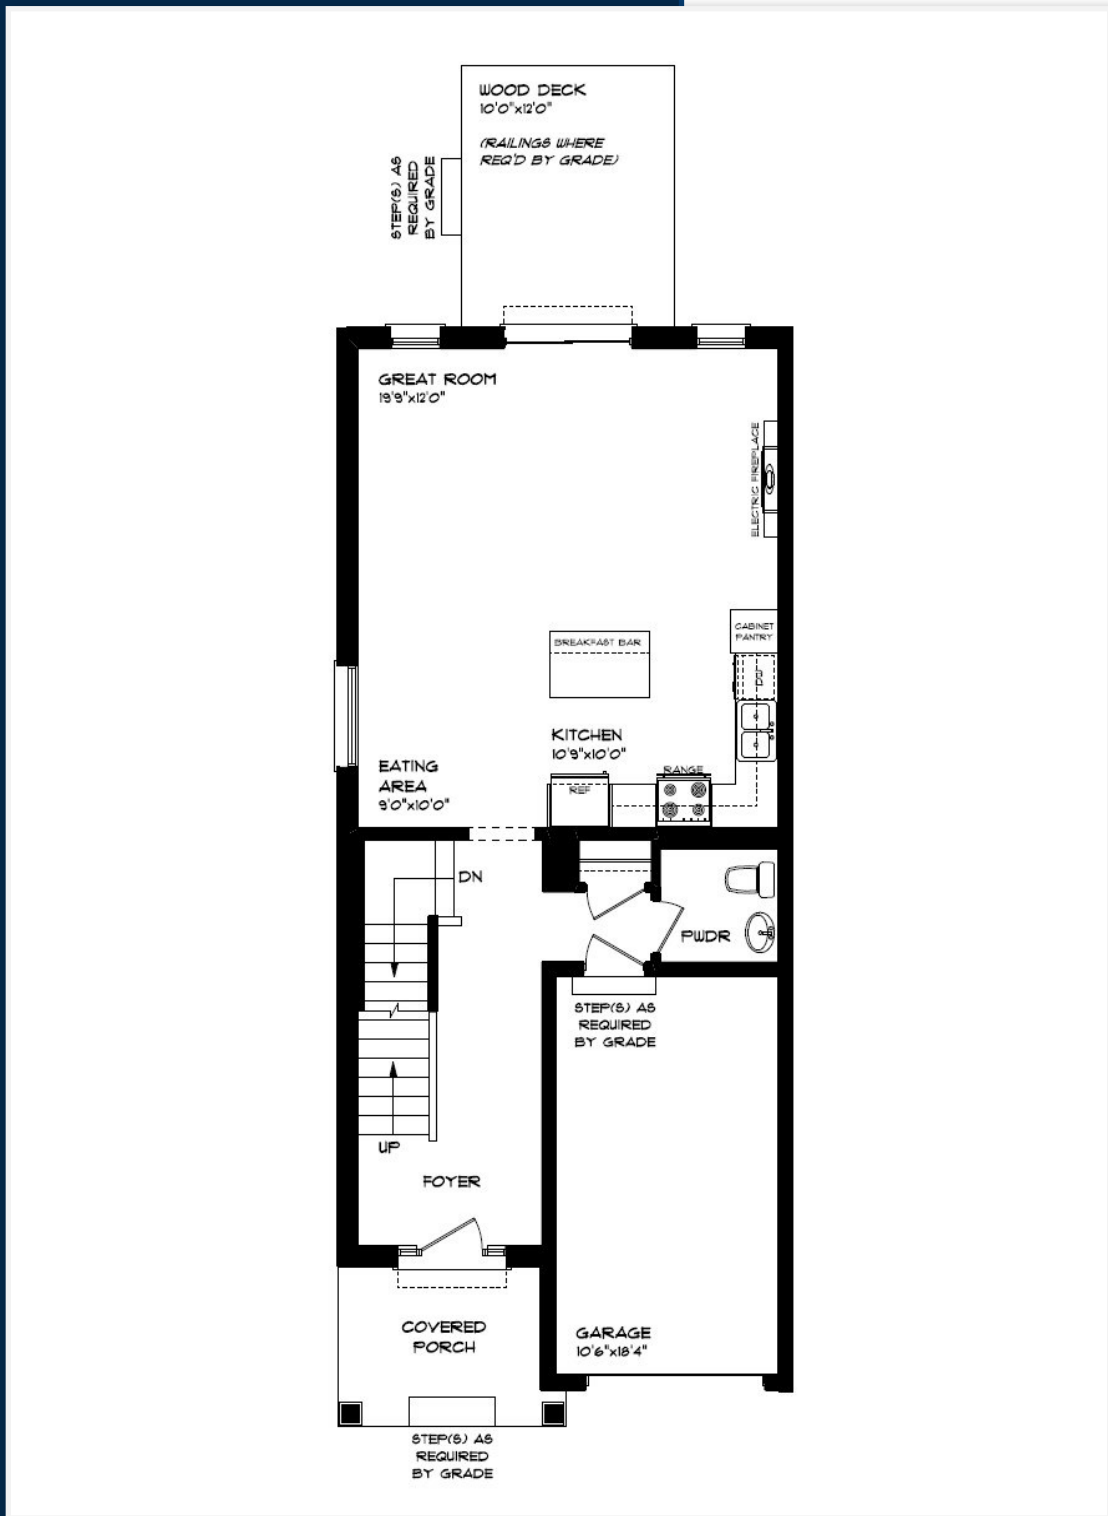 WOOD DECK
10'0"x12'0"
(RAILINGS WHERE
REQ'D BY GRADE)
STEP(S) AS
REQUIRED
BY GRADE
GREAT ROOM
19'9"x12'0"
ELECTRIC FIREPLACE
CABINET
PANTRY
DW
BREAKFAST BAR
KITCHEN
10'9"x10'0"
EATING
AREA
9'0"x10'0"
REF
RANGE
DN
PWDR
STEP(S) AS
REQUIRED
BY GRADE
UP
FOYER
COVERED
PORCH
GARAGE
10'6"x18'4"
STEP(S) AS
REQUIRED
BY GRADE